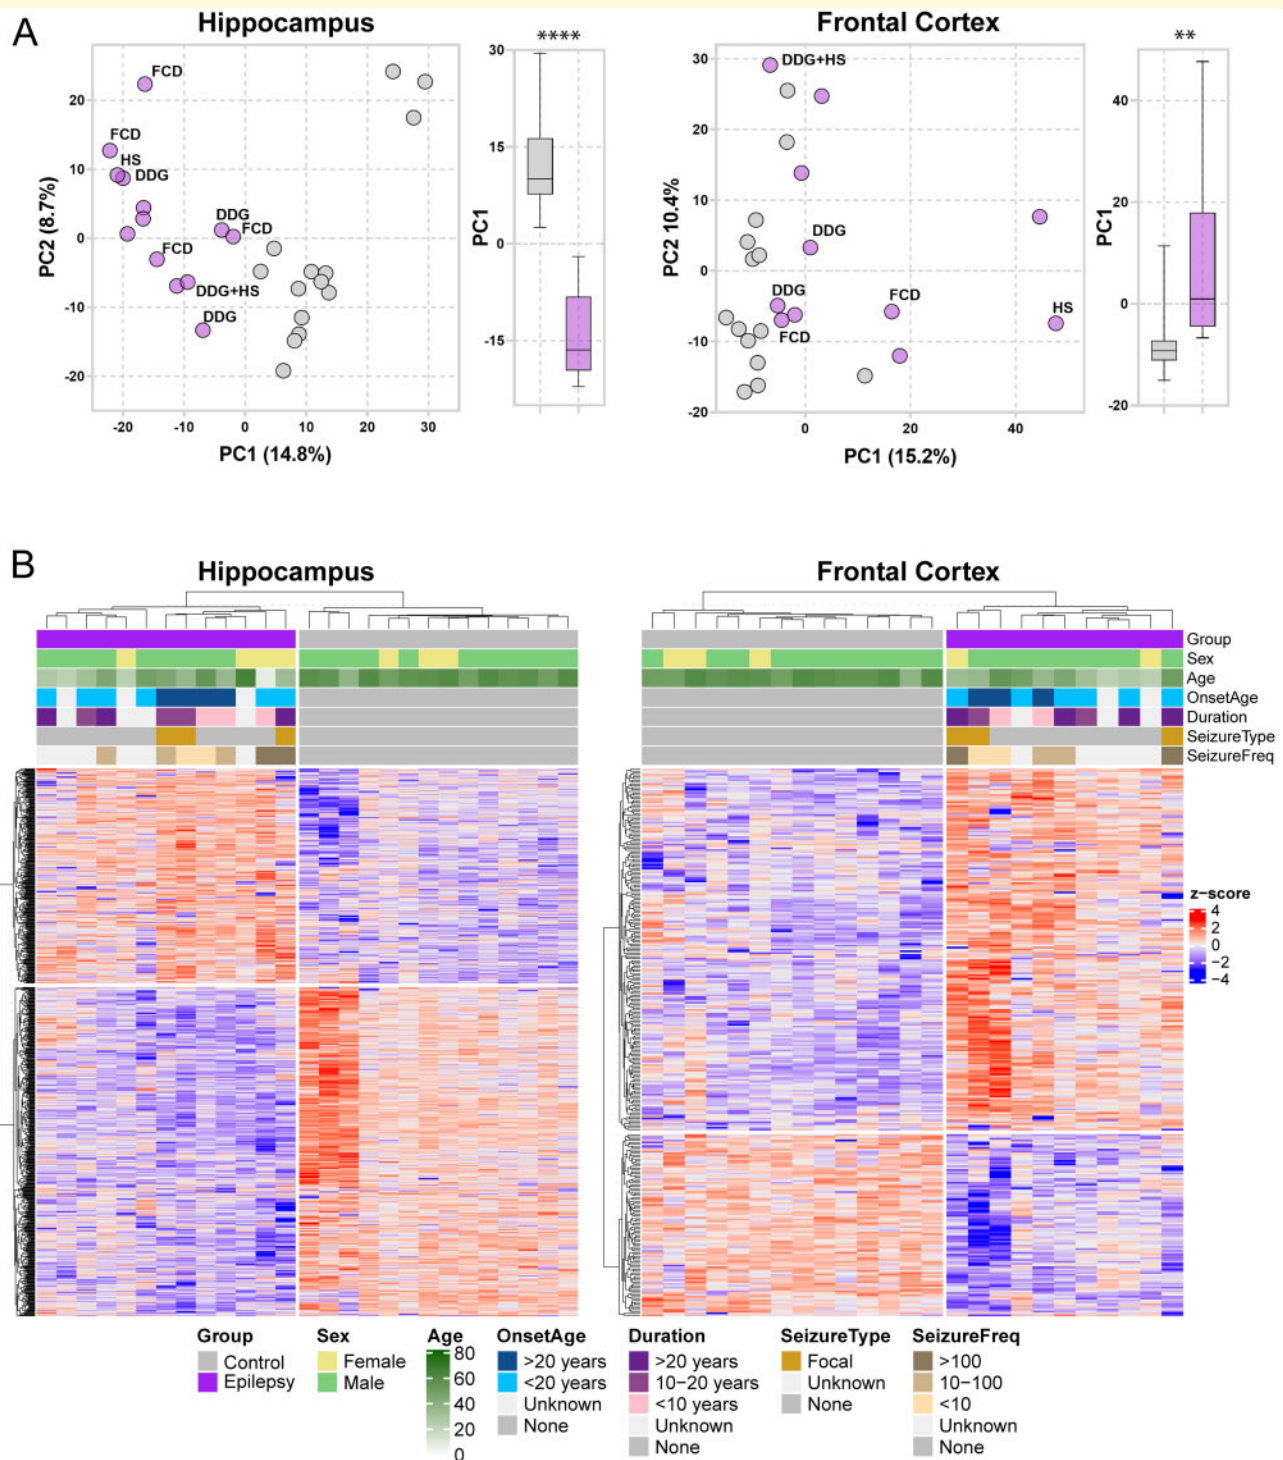 A
Hippocampus
Frontal Cortex
****
**
FCD
FCD
HS
DDG
DDG
FCD
FCD
DDG+HS
DDG
20
10
0
-10
-20
PC2 (8.7%)
-20
-10
0
10
20
30
PC1 (14.8%)
30
15
0
-15
PC1
DDG+HS
DDG
DDG
FCD
FCD
HS
30
20
10
0
-10
-20
PC2 10.4%
0
20
40
PC1 (15.2%)
40
20
0
-20
PC1
B
Hippocampus
Frontal Cortex
Group
Sex
Age
OnsetAge
Duration
SeizureType
SeizureFreq
z-score
4
2
0
-2
-4
Group
Control
Epilepsy
Sex
Female
Male
Age
80
60
40
20
0
OnsetAge
>20 years
<20 years
Unknown
None
Duration
>20 years
10-20 years
<10 years
Unknown
None
SeizureType
Focal
Unknown
None
SeizureFreq
>100
10-100
<10
Unknown
None